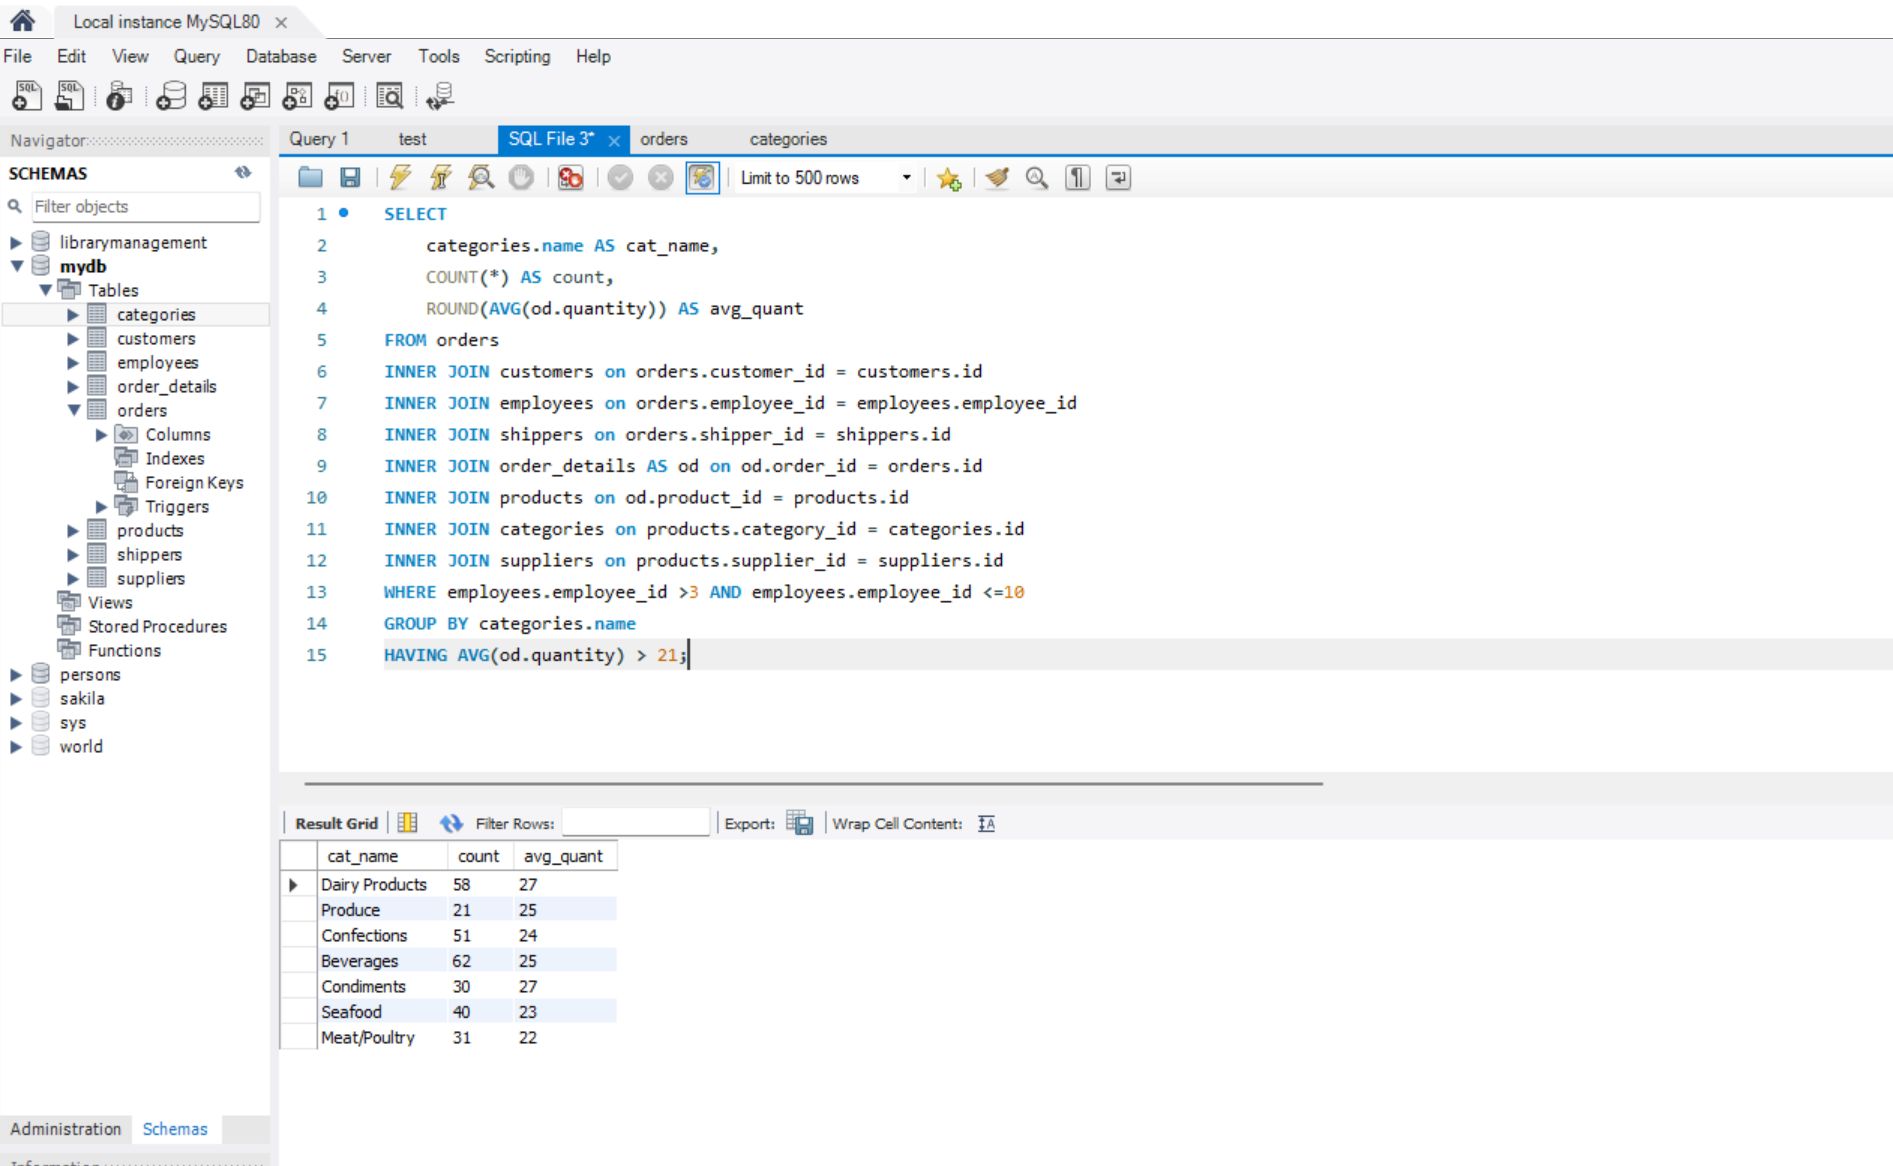 Local instance MySQL80
File Edit View Query Database Server Tools Scripting Help
Navigator
SCHEMAS
Filter objects
librarymanagement
mydb
Tables
categories
customers
employees
order_details
orders
Columns
Indexes
Foreign Keys
Triggers
products
shippers
suppliers
Views
Stored Procedures
Functions
persons
sakila
sys
world
Administration Schemas
Information
Query 1 test SQL File 3* orders categories
Limit to 500 rows
1 SELECT
2 categories.name AS cat_name,
3 COUNT(*) AS count,
4 ROUND(AVG(od.quantity)) AS avg_quant
5 FROM orders
6 INNER JOIN customers on orders.customer_id = customers.id
7 INNER JOIN employees on orders.employee_id = employees.employee_id
8 INNER JOIN shippers on orders.shipper_id = shippers.id
9 INNER JOIN order_details AS od on od.order_id = orders.id
10 INNER JOIN products on od.product_id = products.id
11 INNER JOIN categories on products.category_id = categories.id
12 INNER JOIN suppliers on products.supplier_id = suppliers.id
13 WHERE employees.employee_id >3 AND employees.employee_id <=10
14 GROUP BY categories.name
15 HAVING AVG(od.quantity) > 21;
Result Grid Filter Rows: Export: Wrap Cell Content:
cat_name count avg_quant
Dairy Products 58 27
Produce 21 25
Confections 51 24
Beverages 62 25
Condiments 30 27
Seafood 40 23
Meat/Poultry 31 22